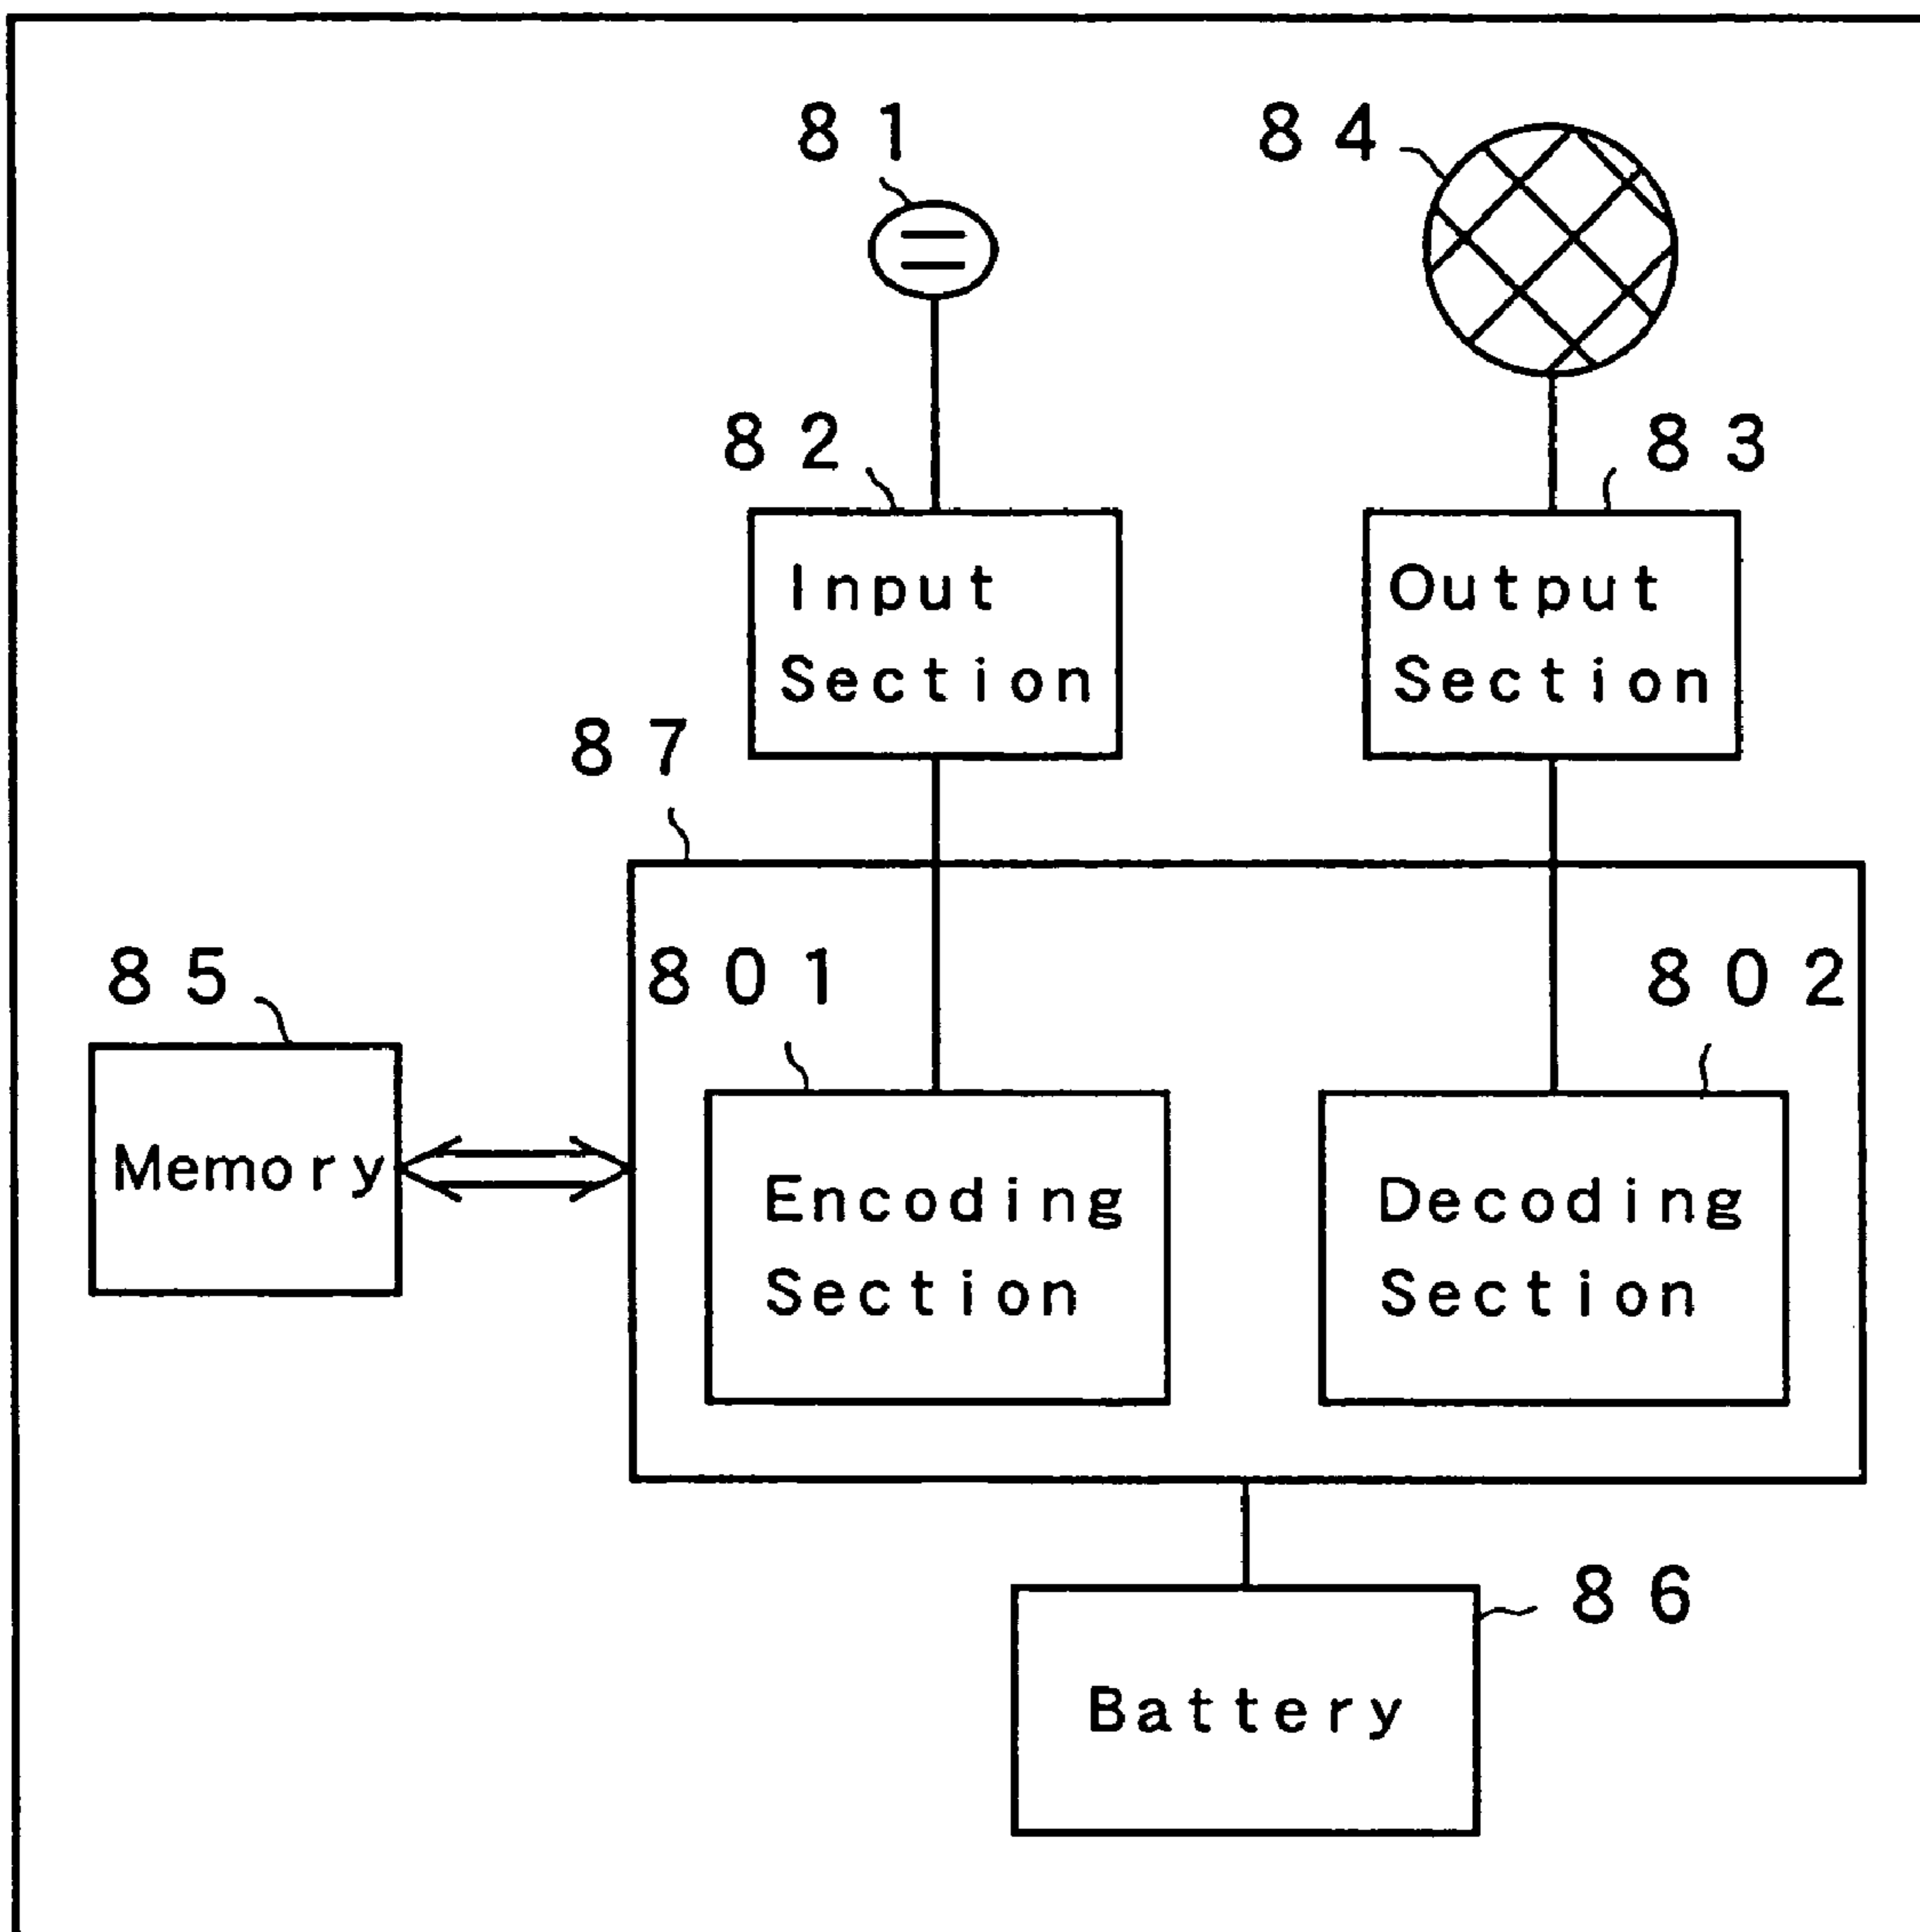 81
84
82
83
Input
Section
Output
Section
87
85
801
802
Memory
Encoding
Section
Decoding
Section
86
Battery